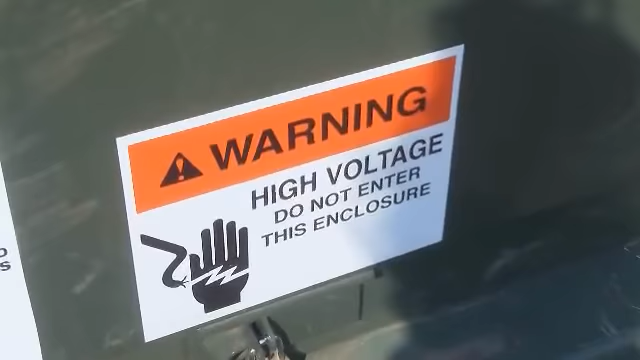 WARNING
HIGH VOLTAGE
DO NOT ENTER
THIS ENCLOSURE